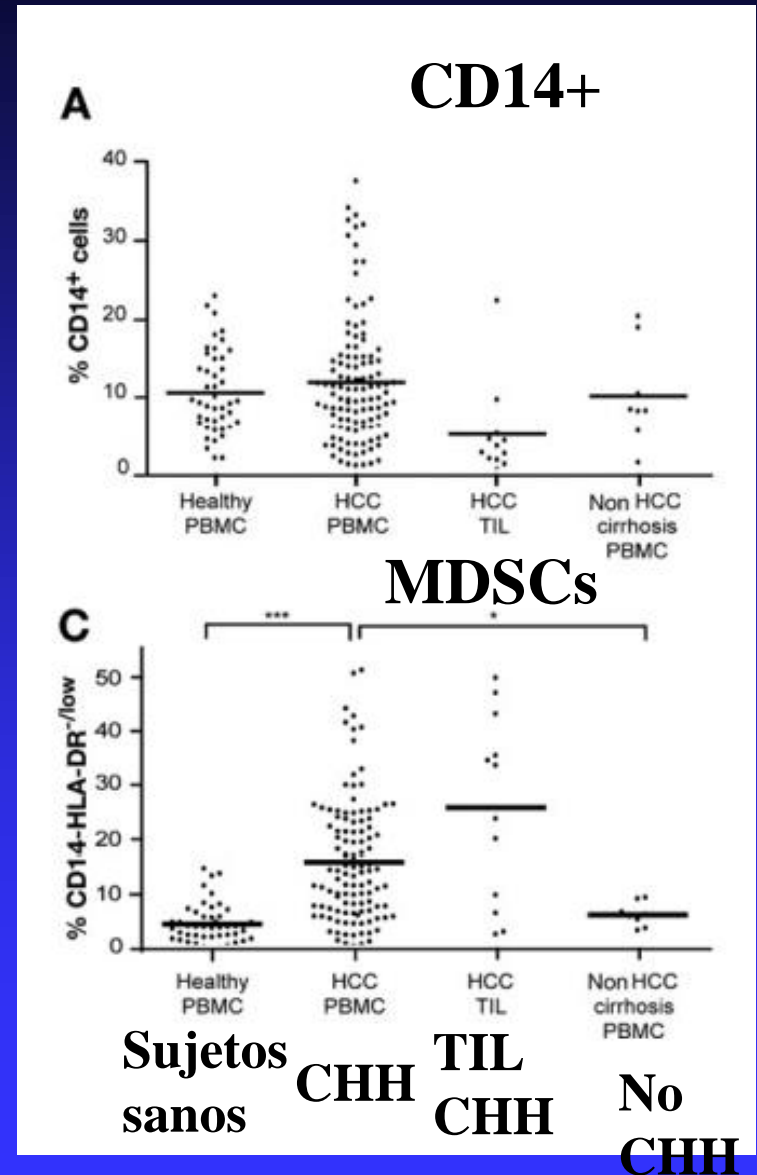 CD14+
A
40
30
20
10
0
% CD14+ cells
Healthy
PBMC
HCC
PBMC
HCC
TIL
Non HCC
cirrhosis
PBMC
MDSCs
C
***
*
50
40
30
20
10
0
% CD14-HLA-DR-/low
Healthy
PBMC
HCC
PBMC
HCC
TIL
Non HCC
cirrhosis
PBMC
Sujetos
sanos
CHH
TIL
CHH
No
CHH